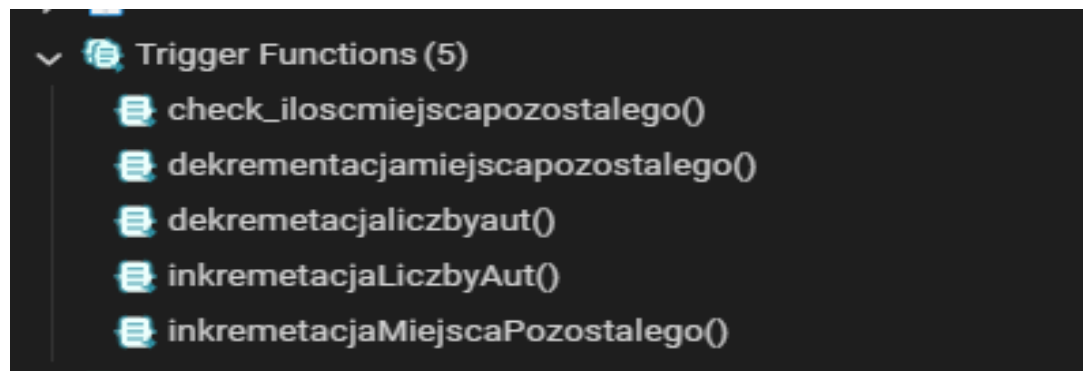 Trigger Functions (5)
check_iloscmiejscapozostalego()
dekrementacjamiejscapozostalego()
dekremetacjaliczbyaut()
inkremetacjaLiczbyAut()
inkremetacjaMiejscaPozostalego()